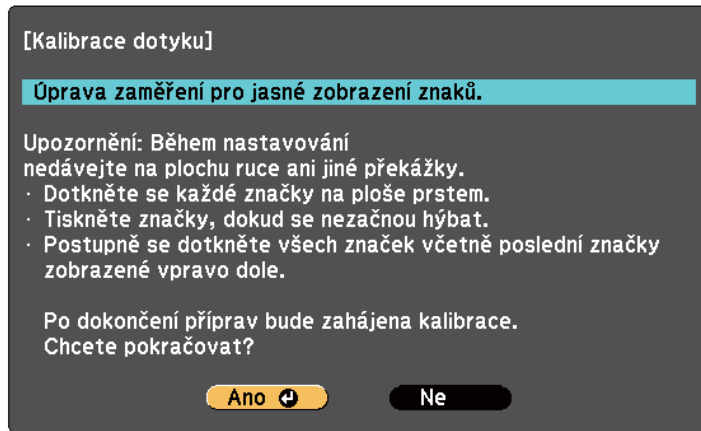 [Kalibrace dotyku]
Úprava zaměření pro jasné zobrazení znaků.
Upozornění: Během nastavování
nedávejte na plochu ruce ani jiné překážky.
· Dotkněte se každé značky na ploše prstem.
· Tiskněte značky, dokud se nezačnou hýbat.
· Postupně se dotkněte všech značek včetně poslední značky
zobrazené vpravo dole.
Po dokončení příprav bude zahájena kalibrace.
Chcete pokračovat?
Ano Ne